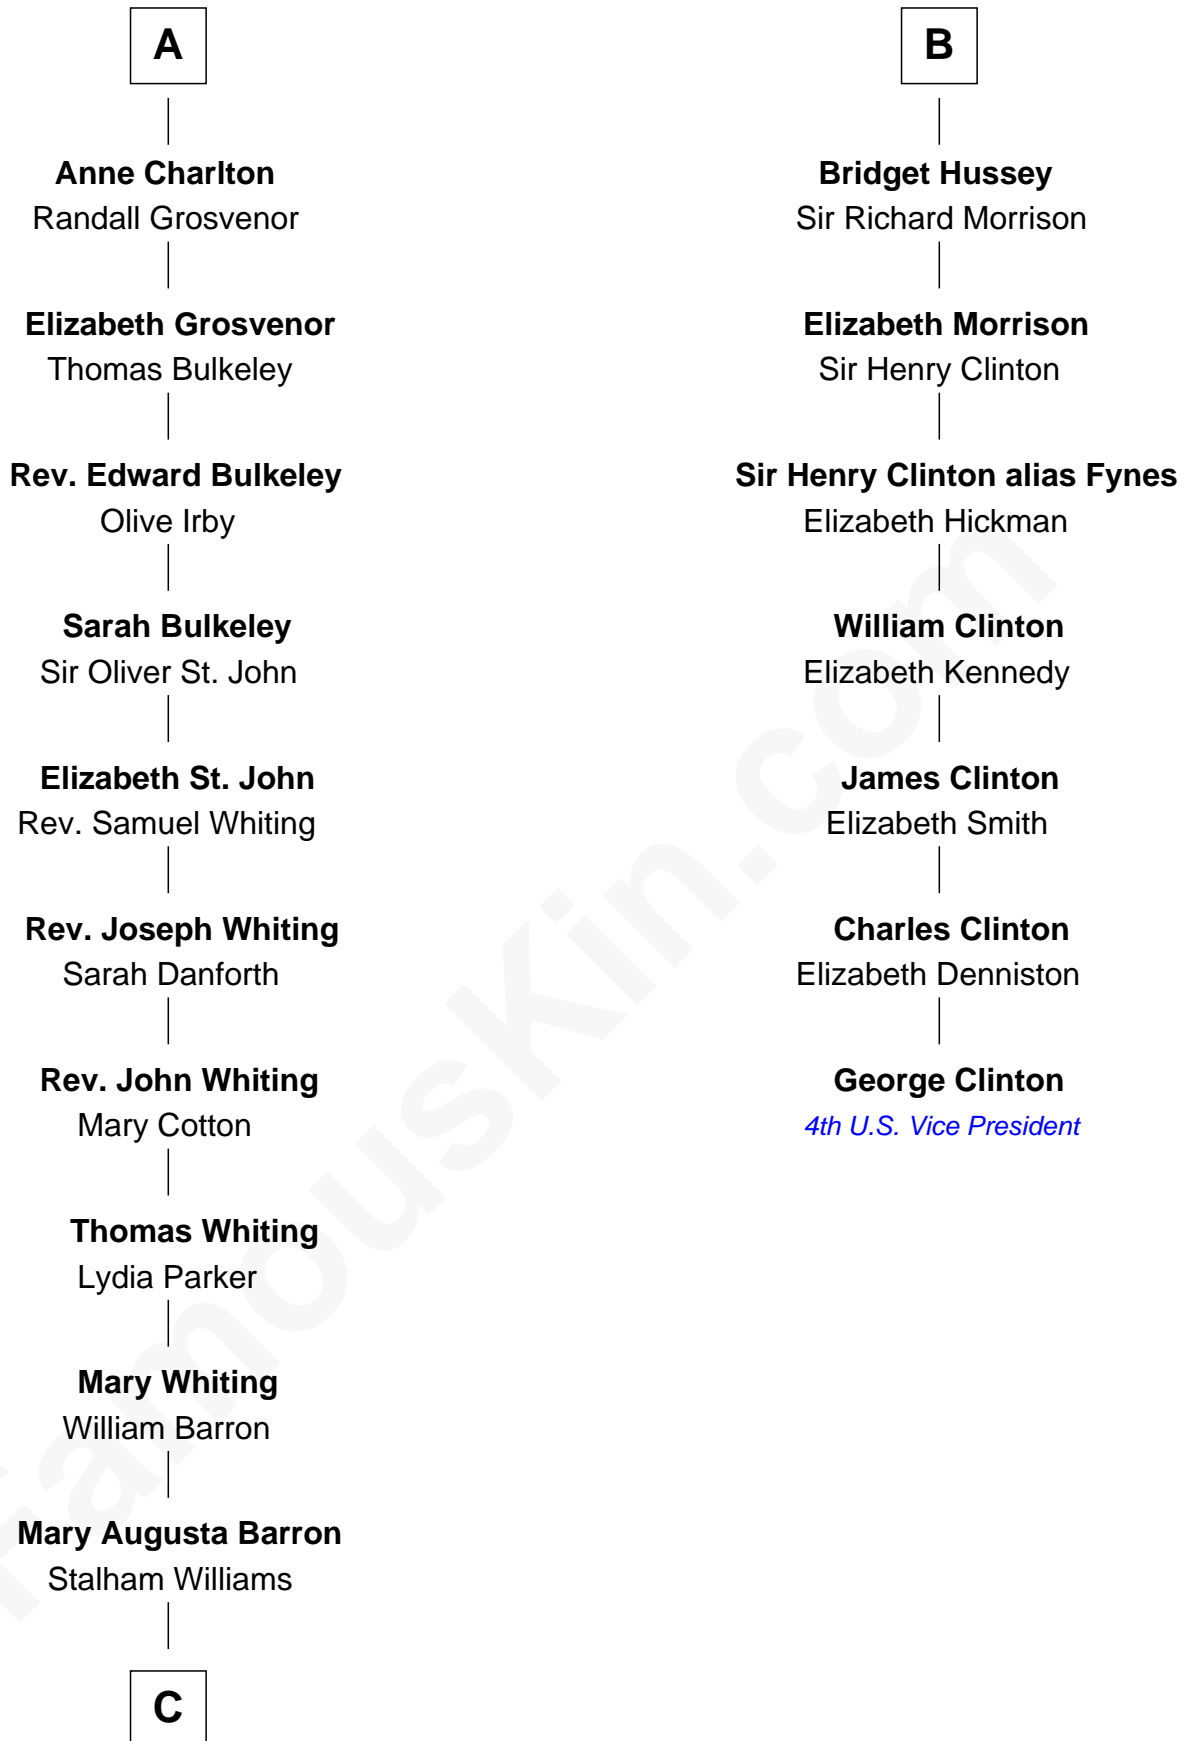 A
Anne Charlton
Randall Grosvenor
Elizabeth Grosvenor
Thomas Bulkeley
Rev. Edward Bulkeley
Olive Irby
Sarah Bulkeley
Sir Oliver St. John
Elizabeth St. John
Rev. Samuel Whiting
Rev. Joseph Whiting
Sarah Danforth
Rev. John Whiting
Mary Cotton
Thomas Whiting
Lydia Parker
Mary Whiting
William Barron
Mary Augusta Barron
Stalham Williams
C
B
Bridget Hussey
Sir Richard Morrison
Elizabeth Morrison
Sir Henry Clinton
Sir Henry Clinton alias Fynes
Elizabeth Hickman
William Clinton
Elizabeth Kennedy
James Clinton
Elizabeth Smith
Charles Clinton
Elizabeth Denniston
George Clinton
4th U.S. Vice President
FamousKin.com